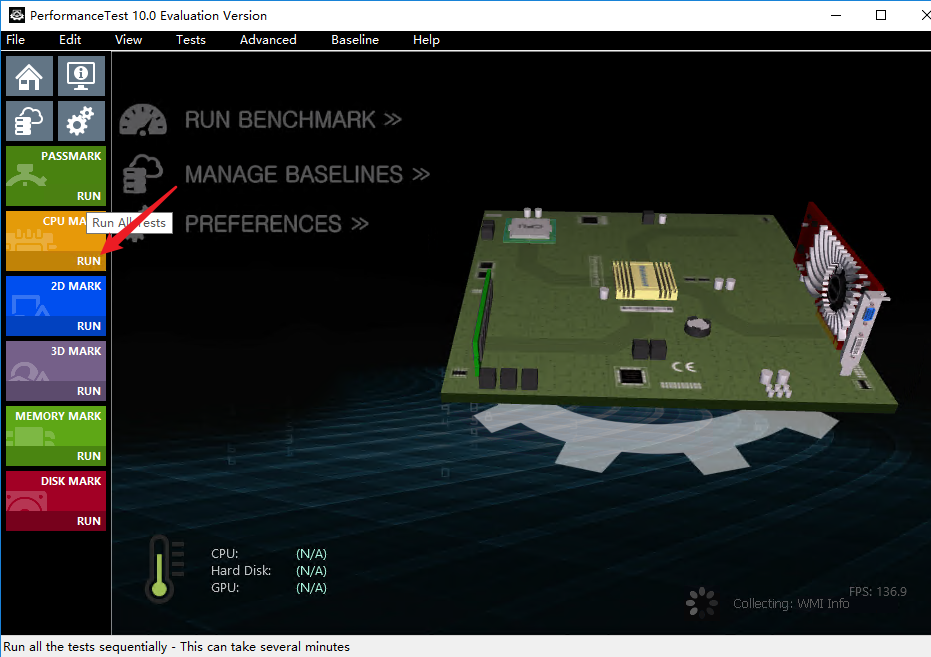 PerformanceTest 10.0 Evaluation Version
File Edit View Tests Advanced Baseline Help
PASSMARK
RUN
CPU MA
Run All Tests
RUN
2D MARK
RUN
3D MARK
RUN
MEMORY MARK
RUN
DISK MARK
RUN
RUN BENCHMARK >>
MANAGE BASELINES >>
PREFERENCES >>
CPU
CE
CPU: (N/A)
Hard Disk: (N/A)
GPU: (N/A)
FPS: 136.9
Collecting: WMI Info
Run all the tests sequentially - This can take several minutes